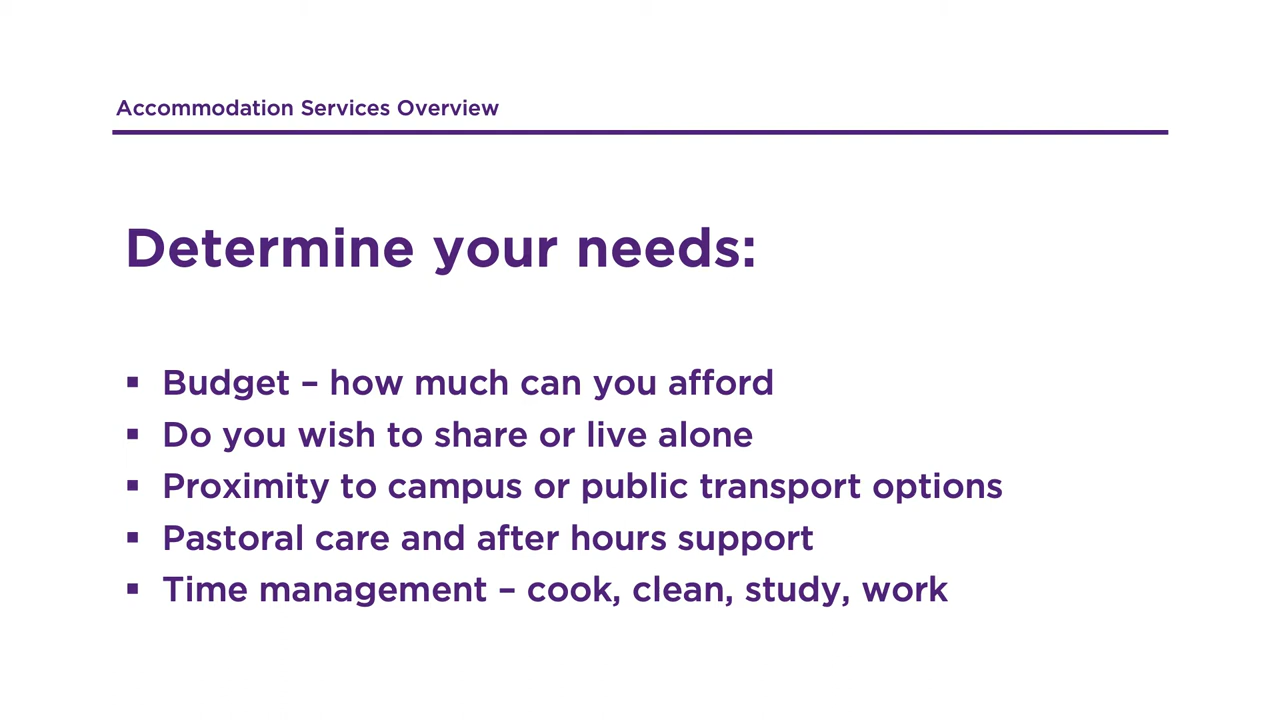 Accommodation Services Overview
Determine your needs:
▪ Budget – how much can you afford
▪ Do you wish to share or live alone
▪ Proximity to campus or public transport options
▪ Pastoral care and after hours support
▪ Time management – cook, clean, study, work